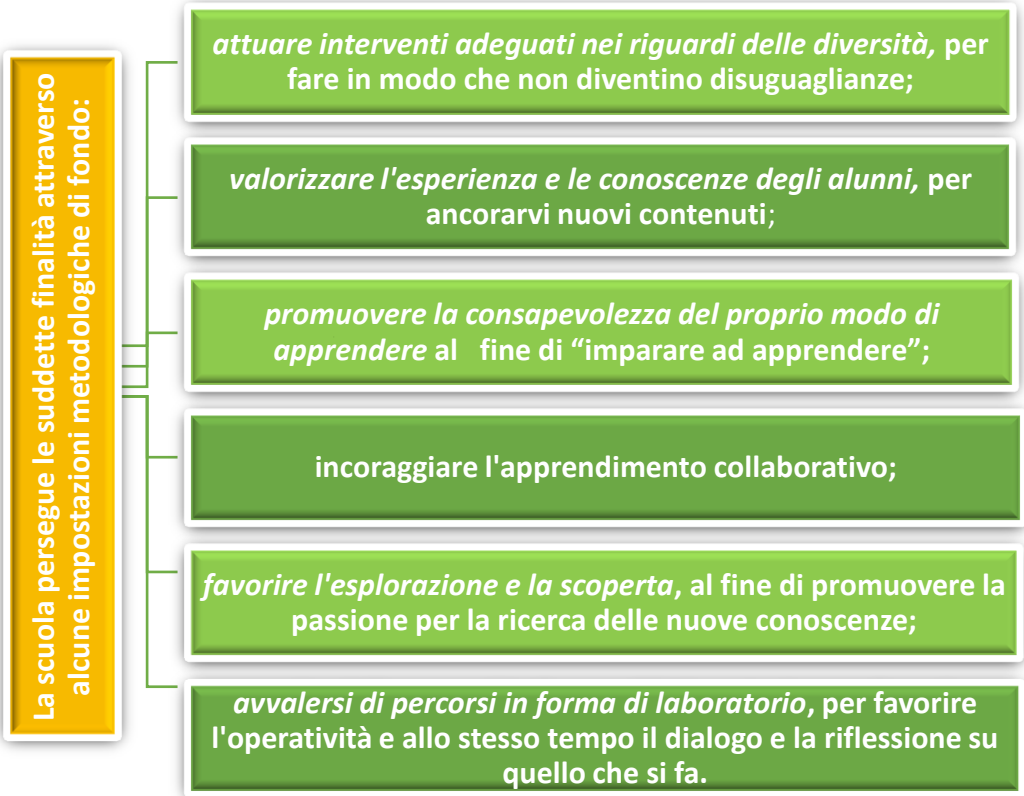 La scuola persegue le suddette finalità attraverso
alcune impostazioni metodologiche di fondo:
attuare interventi adeguati nei riguardi delle diversità, per
fare in modo che non diventino disuguaglianze;
valorizzare l'esperienza e le conoscenze degli alunni, per
ancorarvi nuovi contenuti;
promuovere la consapevolezza del proprio modo di
apprendere al fine di “imparare ad apprendere”;
incoraggiare l'apprendimento collaborativo;
favorire l'esplorazione e la scoperta, al fine di promuovere la
passione per la ricerca delle nuove conoscenze;
avvalersi di percorsi in forma di laboratorio, per favorire
l'operatività e allo stesso tempo il dialogo e la riflessione su
quello che si fa.